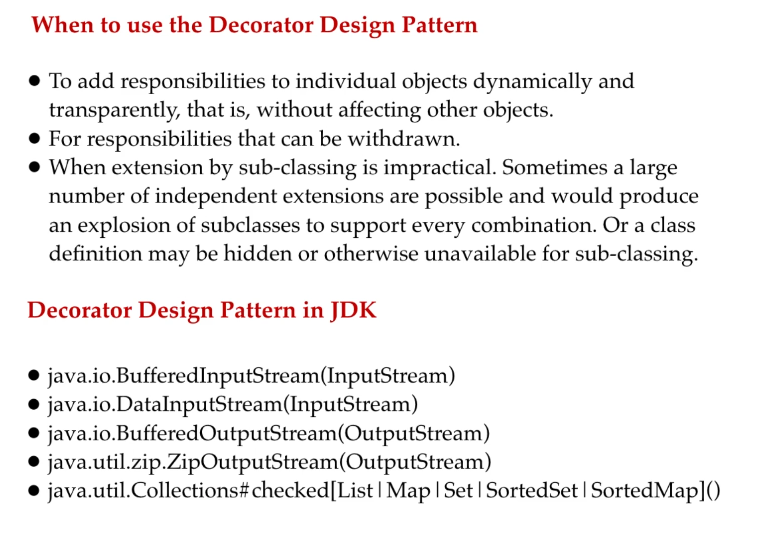 When to use the Decorator Design Pattern
● To add responsibilities to individual objects dynamically and
transparently, that is, without affecting other objects.
● For responsibilities that can be withdrawn.
● When extension by sub-classing is impractical. Sometimes a large
number of independent extensions are possible and would produce
an explosion of subclasses to support every combination. Or a class
definition may be hidden or otherwise unavailable for sub-classing.
Decorator Design Pattern in JDK
● java.io.BufferedInputStream(InputStream)
● java.io.DataInputStream(InputStream)
● java.io.BufferedOutputStream(OutputStream)
● java.util.zip.ZipOutputStream(OutputStream)
● java.util.Collections#checked[List|Map|Set|SortedSet|SortedMap]()